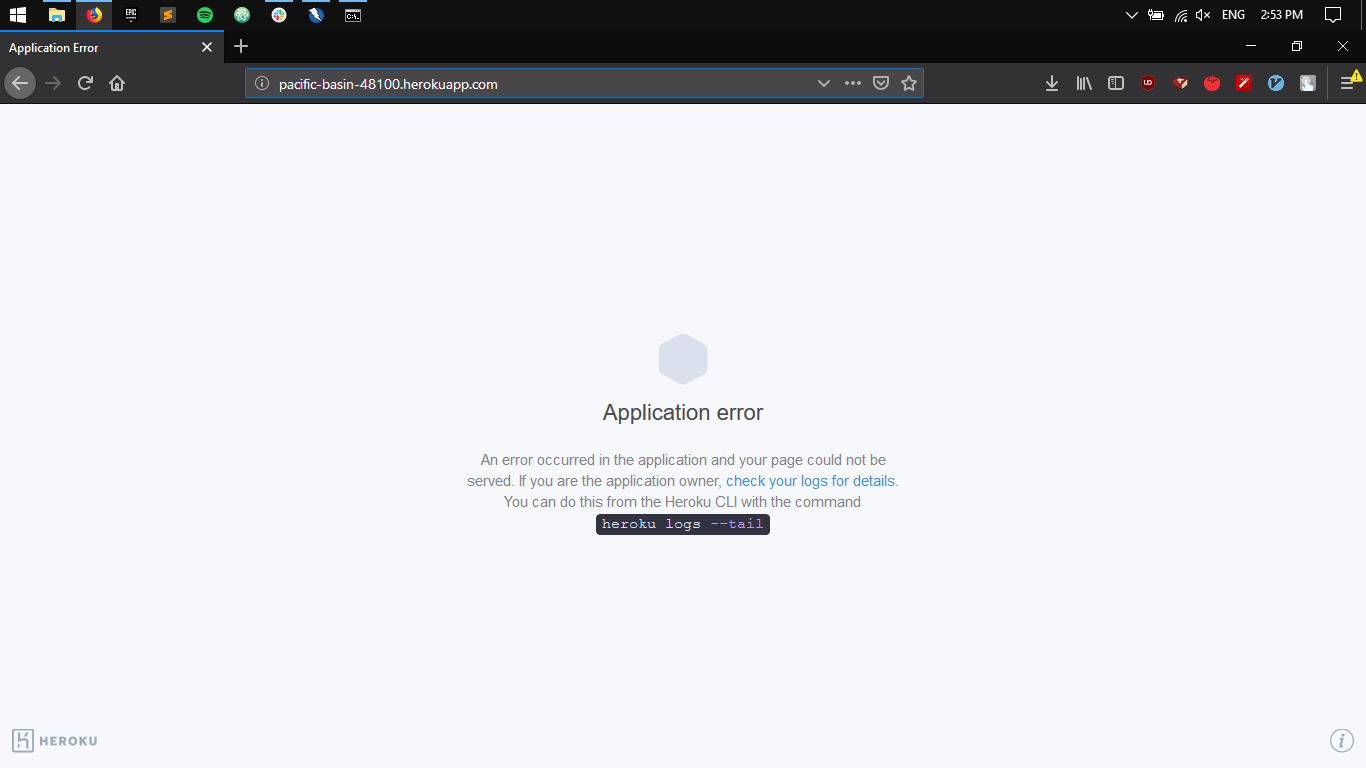 EPIC
ENG
2:53 PM
Application Error
pacific-basin-48100.herokuapp.com
Application error
An error occurred in the application and your page could not be
served. If you are the application owner, check your logs for details.
You can do this from the Heroku CLI with the command
heroku logs --tail
HEROKU